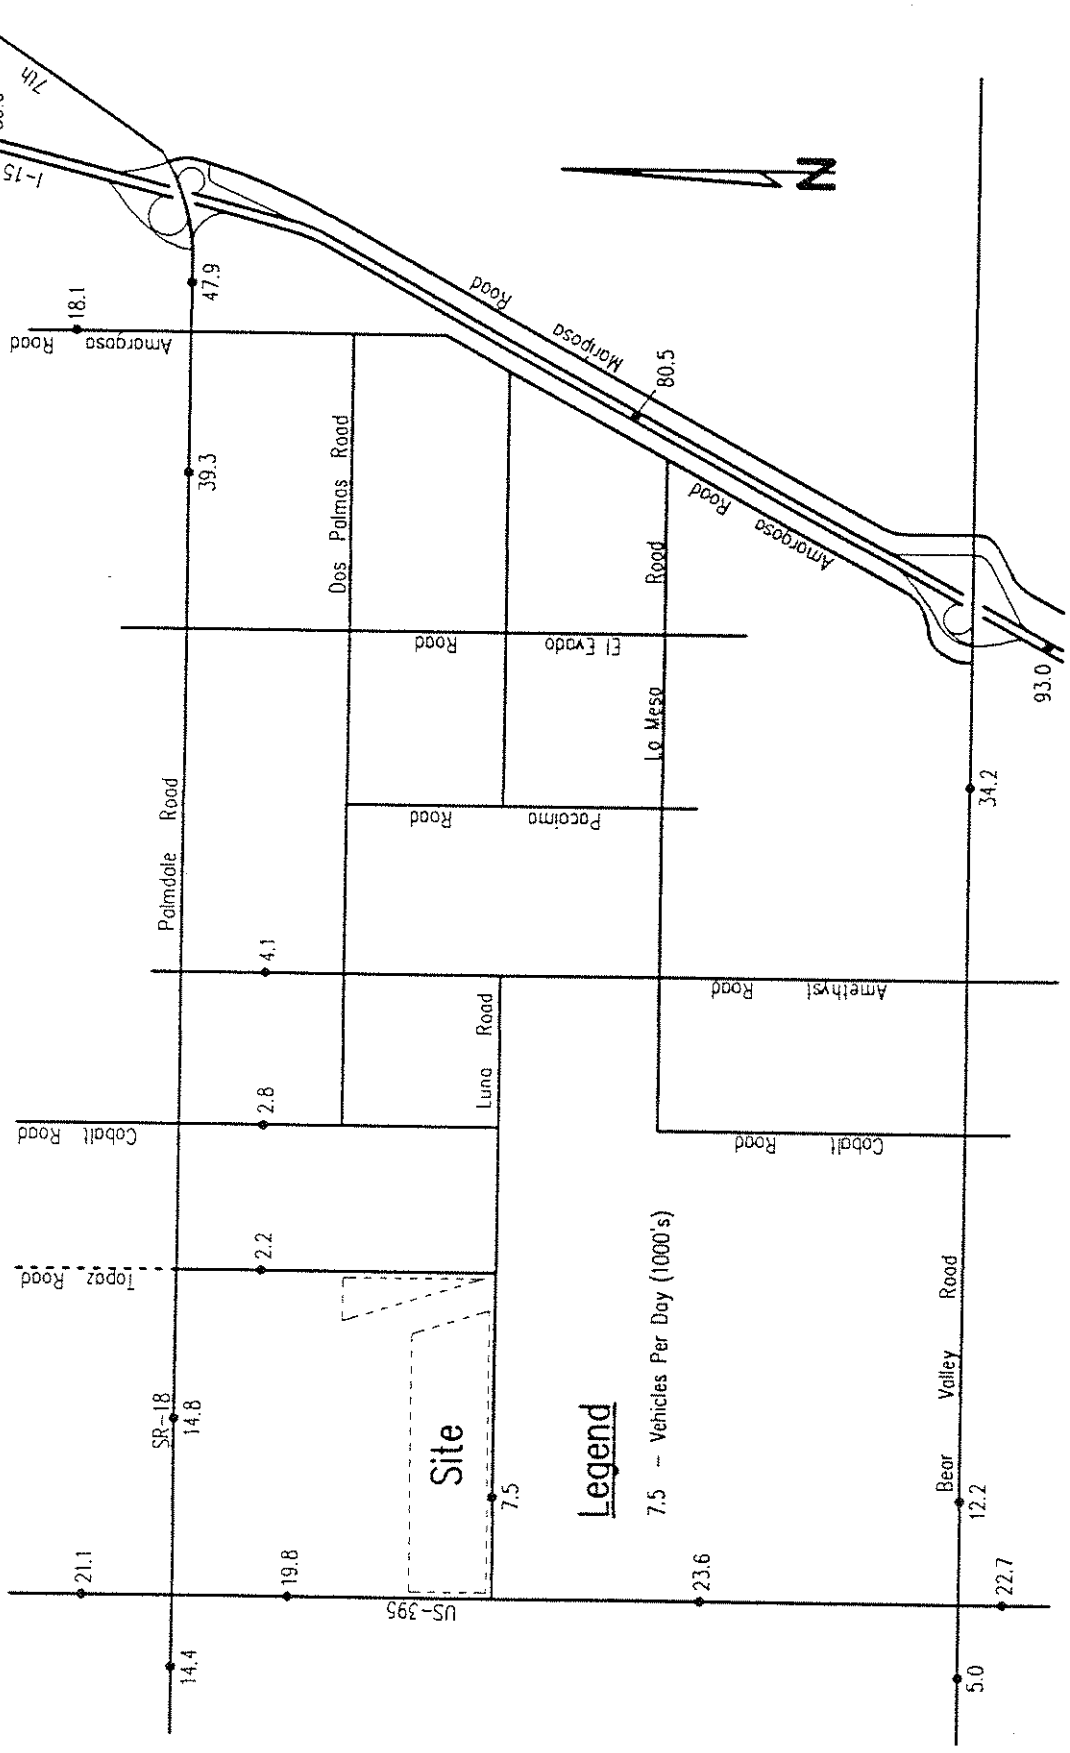 7th
I-15
18.1
Amargosa Road
47.9
39.3
Palmdale Road
Dos Palmas Road
Mariposa Road
80.5
Amargosa Road
El Evado Road
La Mesa Road
Pacoima Road
93.0
34.2
N
4.1
Amethyst Road
Luna Road
2.8
Cobalt Road
Cobalt Road
2.2
Topaz Road
SR-18
14.8
Site
7.5
Legend
7.5 - Vehicles Per Day (1000's)
Bear Valley Road
12.2
21.1
19.8
US-395
23.6
22.7
14.4
5.0